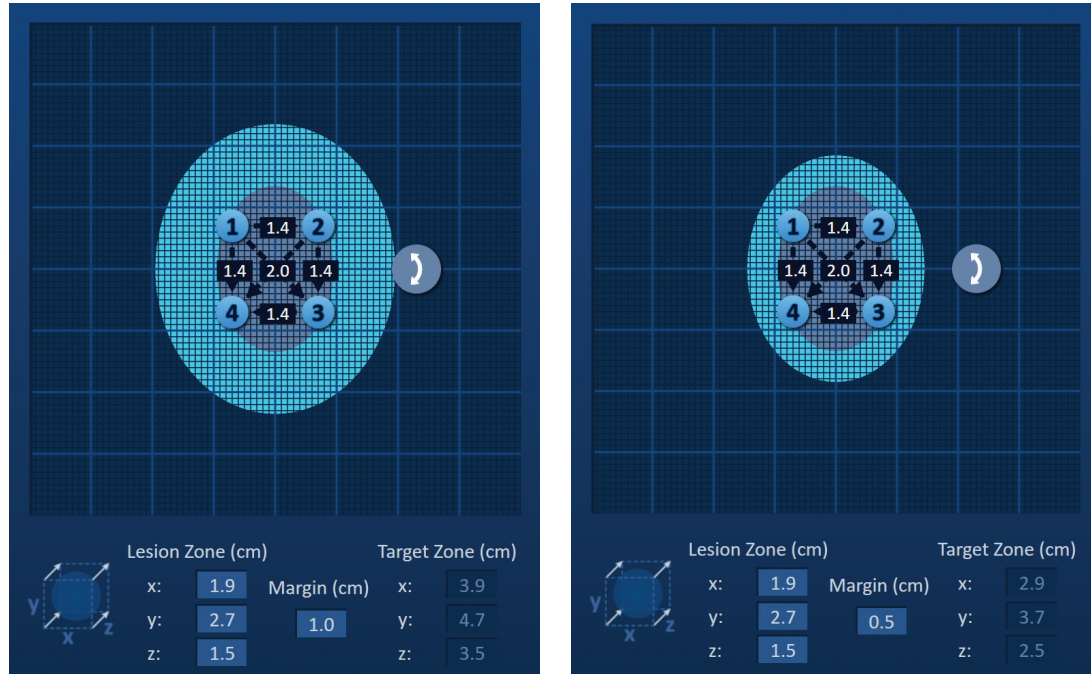 1 1.4 2
1.4 2.0 1.4
4 1.4 3
Lesion Zone (cm) Target Zone (cm)
x: 1.9 Margin (cm) x: 3.9
y: 2.7 1.0 y: 4.7
z: 1.5 z: 3.5
y x z
1 1.4 2
1.4 2.0 1.4
4 1.4 3
Lesion Zone (cm) Target Zone (cm)
x: 1.9 Margin (cm) x: 2.9
y: 2.7 0.5 y: 3.7
z: 1.5 z: 2.5
y x z